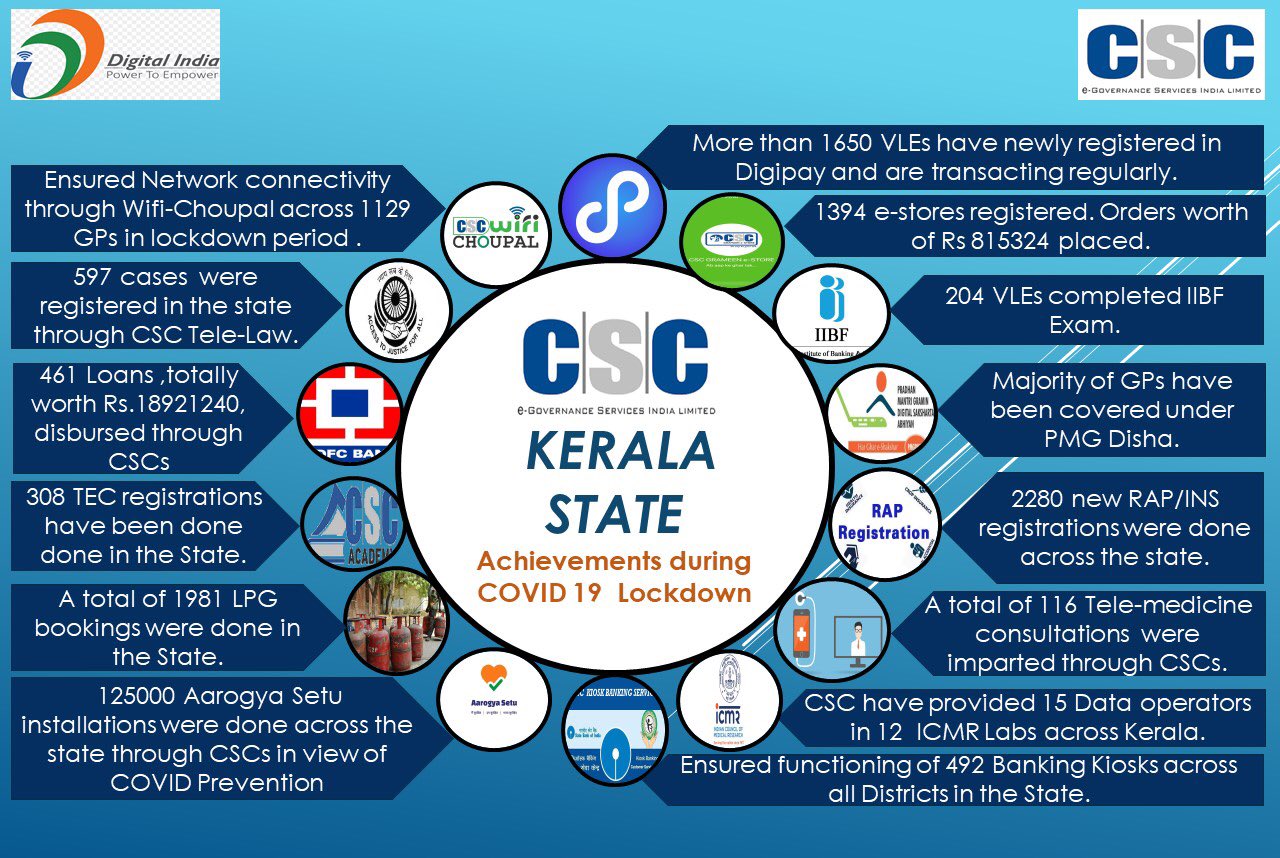 Digital India
Power To Empower
CSC
e-Governance Services India Limited
More than 1650 VLEs have newly registered in
Digipay and are transacting regularly.
1394 e-stores registered. Orders worth
of Rs 815324 placed.
204 VLEs completed IIBF
Exam.
Majority of GPs have
been covered under
PMG Disha.
2280 new RAP/INS
registrations were done
across the state.
A total of 116 Tele-medicine
consultations were
imparted through CSCs.
CSC have provided 15 Data operators
in 12 ICMR Labs across Kerala.
Ensured functioning of 492 Banking Kiosks across
all Districts in the State.
Ensured Network connectivity
through Wifi-Choupal across 1129
GPs in lockdown period .
597 cases were
registered in the state
through CSC Tele-Law.
461 Loans ,totally
worth Rs.18921240,
disbursed through
CSCs
308 TEC registrations
have been done
done in the State.
A total of 1981 LPG
bookings were done in
the State.
125000 Aarogya Setu
installations were done across the
state through CSCs in view of
COVID Prevention
CSC wifi
CHOUPAL
CSC GRAMEEN e-STORE
ACCESS TO JUSTICE FOR ALL
IIBF
stitute of Banking &
DFC BAN
PRADHAN
MANTRI GRAMIN
DIGITAL SAKSHARTA
ABHIYAN
CSC
ACADEMY
RAP
Registration
Aarogya Setu
KIOSK BANKING SERVIC
State Bank of India
Kiosk Bankin
icmr
INDIAN COUNCIL OF
MEDICAL RESEARCH
CSC
e-Governance Services India Limited
KERALA
STATE
Achievements during
COVID 19 Lockdown